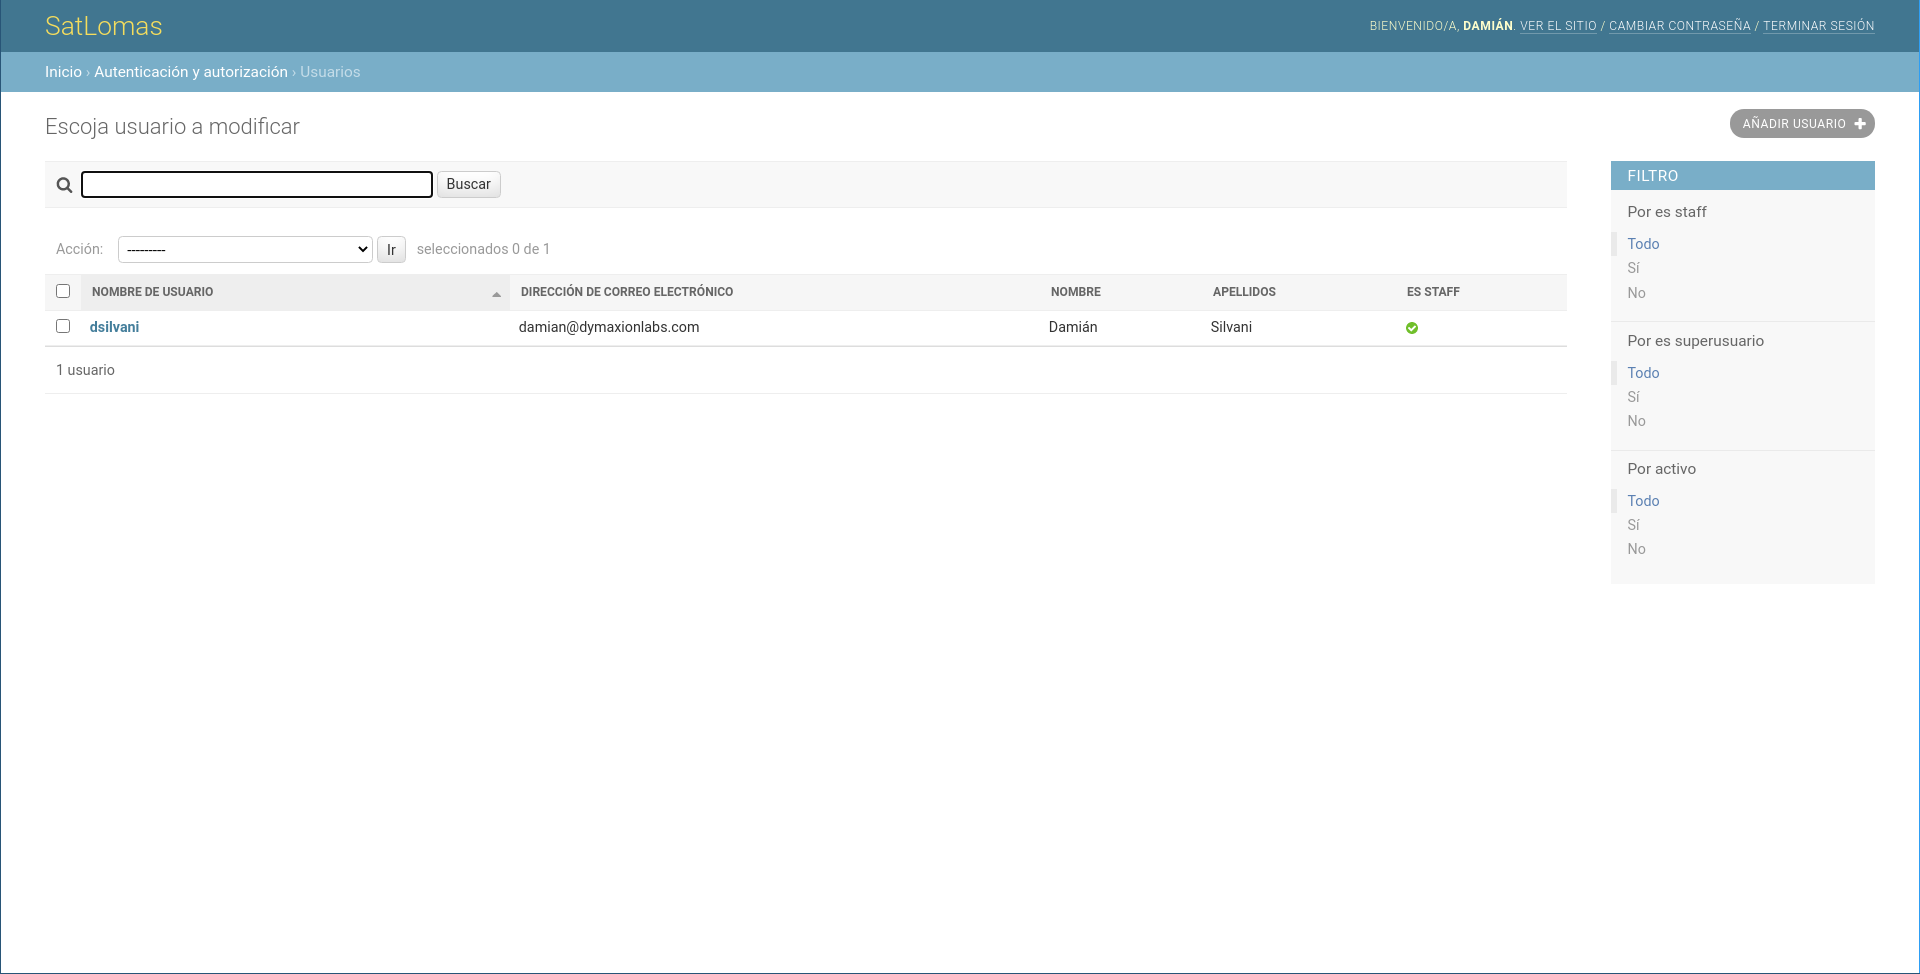 SatLomas
BIENVENIDO/A, DAMIÁN. VER EL SITIO / CAMBIAR CONTRASEÑA / TERMINAR SESIÓN
Inicio › Autenticación y autorización › Usuarios
Escoja usuario a modificar
AÑADIR USUARIO
Buscar
Acción: --------- Ir seleccionados 0 de 1
NOMBRE DE USUARIO DIRECCIÓN DE CORREO ELECTRÓNICO NOMBRE APELLIDOS ES STAFF
dsilvani damian@dymaxionlabs.com Damián Silvani
1 usuario
FILTRO
Por es staff
Todo
Sí
No
Por es superusuario
Todo
Sí
No
Por activo
Todo
Sí
No